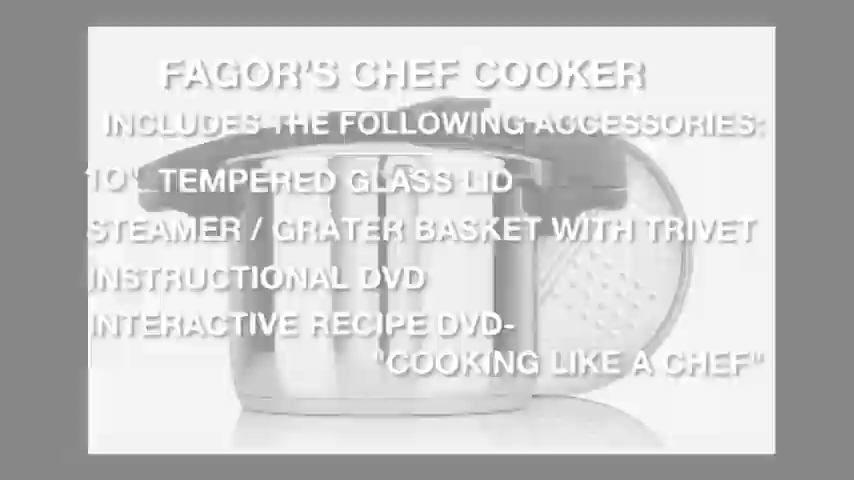 FAGOR'S CHEF COOKER
INCLUDES THE FOLLOWING ACCESSORIES:
10" TEMPERED GLASS LID
STEAMER / GRATER BASKET WITH TRIVET
INSTRUCTIONAL DVD
INTERACTIVE RECIPE DVD-
"COOKING LIKE A CHEF"